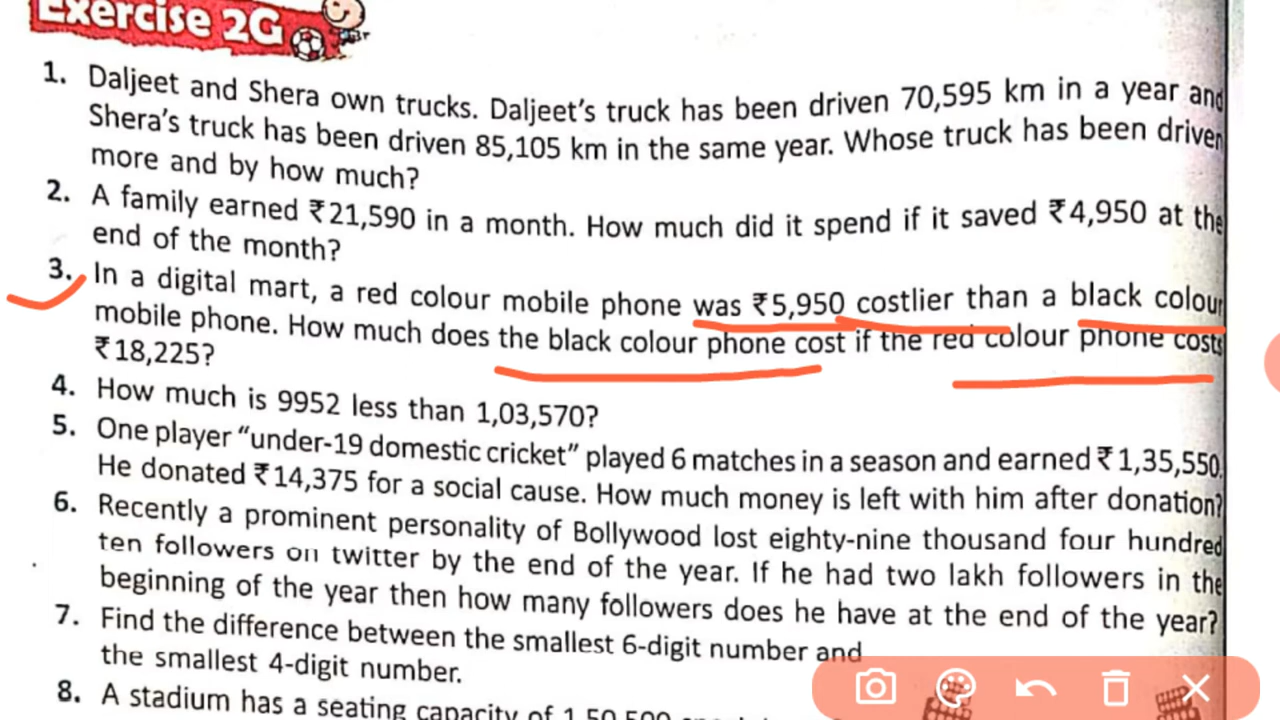 Exercise 2G
1. Daljeet and Shera own trucks. Daljeet's truck has been driven 70,595 km in a year and
Shera's truck has been driven 85,105 km in the same year. Whose truck has been driven
more and by how much?
2. A family earned ₹21,590 in a month. How much did it spend if it saved ₹4,950 at the
end of the month?
3. In a digital mart, a red colour mobile phone was ₹5,950 costlier than a black colour
mobile phone. How much does the black colour phone cost if the red colour phone costs
₹18,225?
4. How much is 9952 less than 1,03,570?
5. One player “under-19 domestic cricket” played 6 matches in a season and earned ₹1,35,550.
He donated ₹14,375 for a social cause. How much money is left with him after donation?
6. Recently a prominent personality of Bollywood lost eighty-nine thousand four hundred
ten followers on twitter by the end of the year. If he had two lakh followers in the
beginning of the year then how many followers does he have at the end of the year?
7. Find the difference between the smallest 6-digit number and
the smallest 4-digit number.
8. A stadium has a seating capacity of 1,50,500